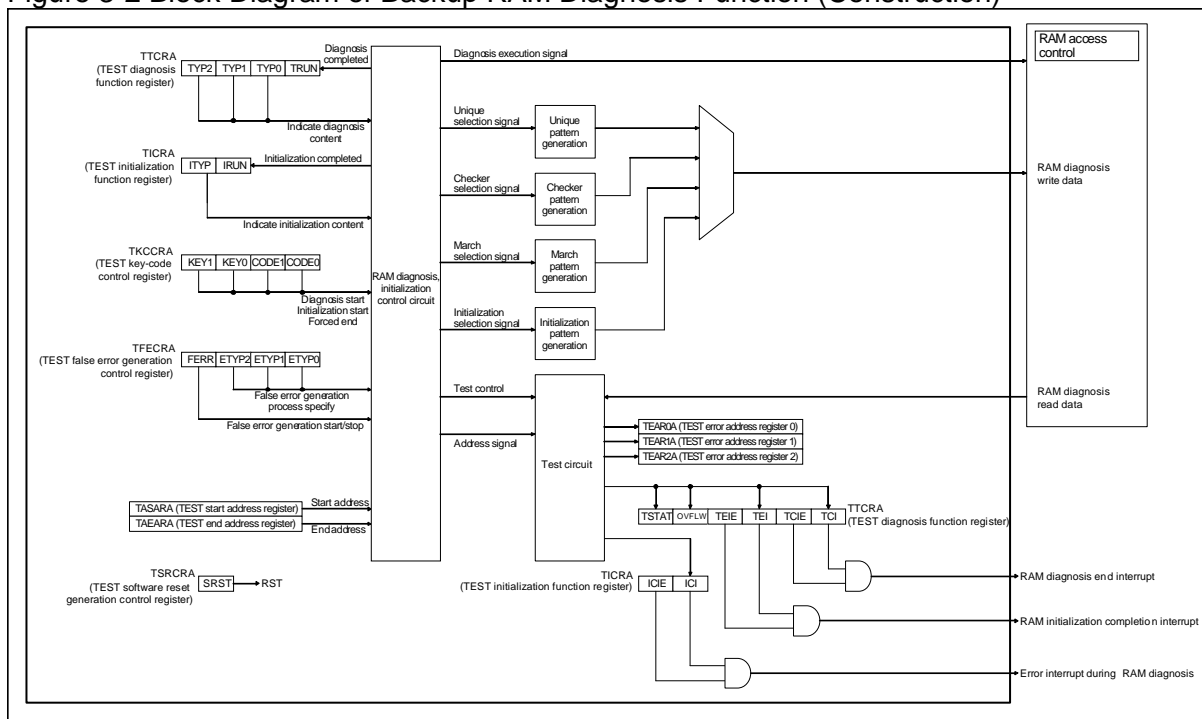 Figure 3-2 Block Diagram of Backup RAM Diagnosis Function (Construction)
TTCRA
(TEST diagnosis
function register)
TYP2 TYP1 TYP0 TRUN
Diagnosis
completed
Indicate diagnosis
content
TICRA
(TEST initialization
function register)
ITYP IRUN
Initialization completed
Indicate initialization content
TKCCRA
(TEST key-code
control register)
KEY1 KEY0 CODE1 CODE0
Diagnosis start
Initialization start
Forced end
TFECRA
(TEST false error generation
control register)
FERR ETYP2 ETYP1 ETYP0
False error generation
process specify
False error generation start/stop
TASARA (TEST start address register)
TAEARA (TEST end address register)
Start address
End address
TSRCRA
(TEST software reset
generation control register)
SRST
RST
RAM diagnosis,
initialization
control circuit
Diagnosis execution signal
Unique
selection signal
Unique
pattern
generation
Checker
selection signal
Checker
pattern
generation
March
selection signal
March
pattern
generation
Initialization
selection signal
Initialization
pattern
generation
Test control
Address signal
Test circuit
TEAR0A (TEST error address register 0)
TEAR1A (TEST error address register 1)
TEAR2A (TEST error address register 2)
TSTAT OVFLW TEIE TEI TCIE TCI
TTCRA
(TEST diagnosis function register)
TICRA
(TEST initialization function register)
ICIE ICI
RAM access
control
RAM diagnosis
write data
RAM diagnosis
read data
RAM diagnosis end interrupt
RAM initialization completion interrupt
Error interrupt during RAM diagnosis